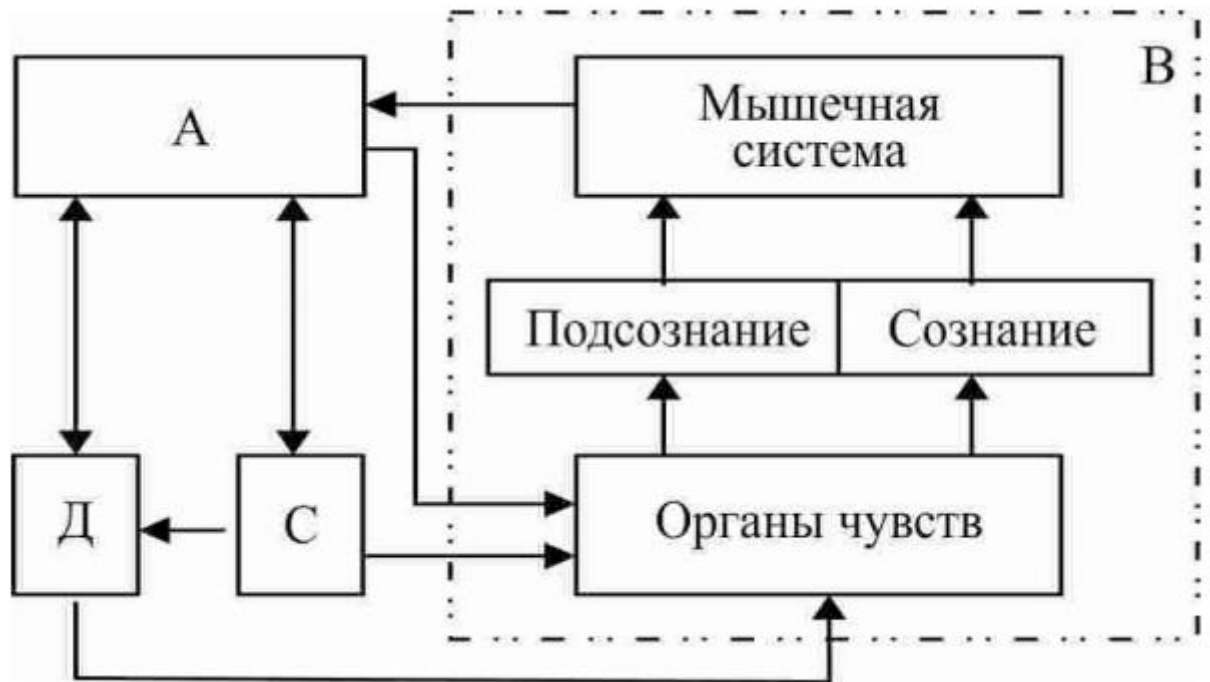 В
А
Мышечная
система
Подсознание
Сознание
Д
С
Органы чувств